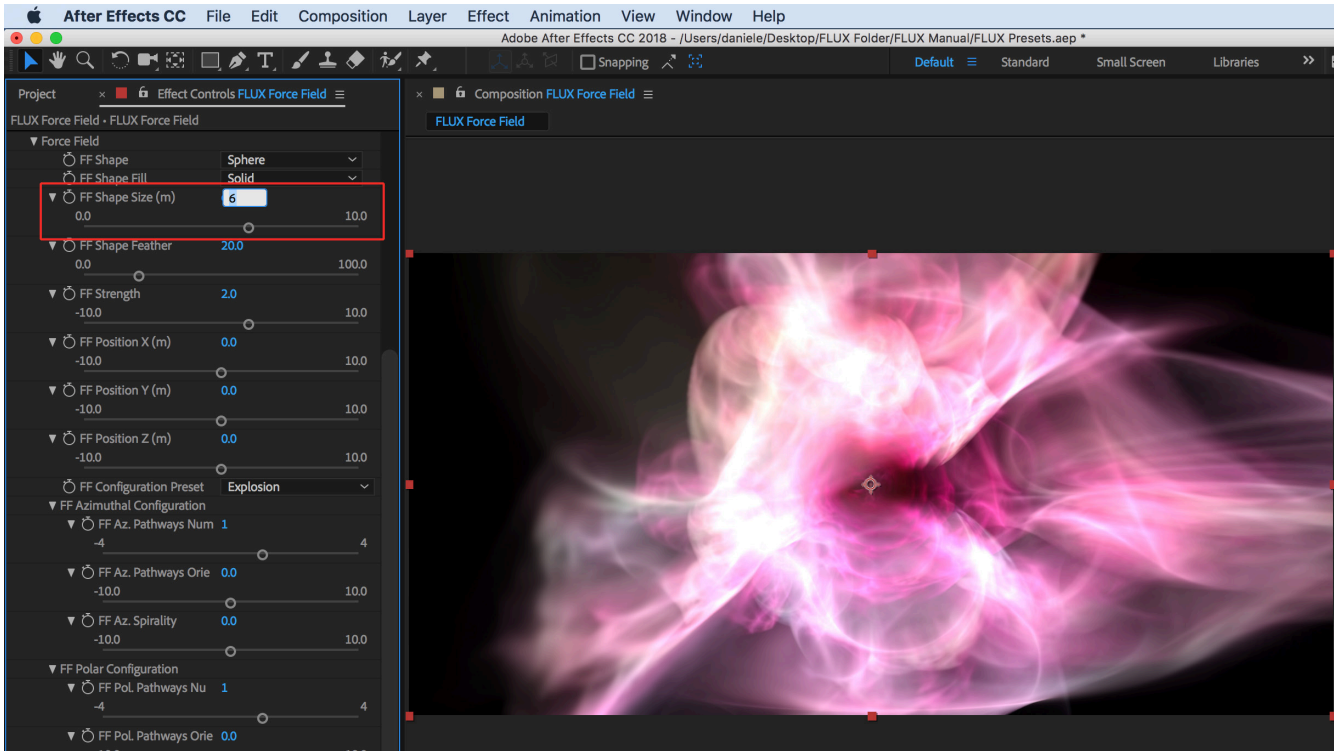 After Effects CC File Edit Composition Layer Effect Animation View Window Help
Adobe After Effects CC 2018 - /Users/daniele/Desktop/FLUX Folder/FLUX Manual/FLUX Presets.aep *
Snapping Default Standard Small Screen Libraries
Project Effect Controls FLUX Force Field Composition FLUX Force Field
FLUX Force Field • FLUX Force Field
FLUX Force Field
Force Field
FF Shape Sphere
FF Shape Fill Solid
FF Shape Size (m) 6
0.0 10.0
FF Shape Feather 20.0
0.0 100.0
FF Strength 2.0
-10.0 10.0
FF Position X (m) 0.0
-10.0 10.0
FF Position Y (m) 0.0
-10.0 10.0
FF Position Z (m) 0.0
-10.0 10.0
FF Configuration Preset Explosion
FF Azimuthal Configuration
FF Az. Pathways Num 1
-4 4
FF Az. Pathways Orie 0.0
-10.0 10.0
FF Az. Spirality 0.0
-10.0 10.0
FF Polar Configuration
FF Pol. Pathways Nu 1
-4 4
FF Pol. Pathways Orie 0.0